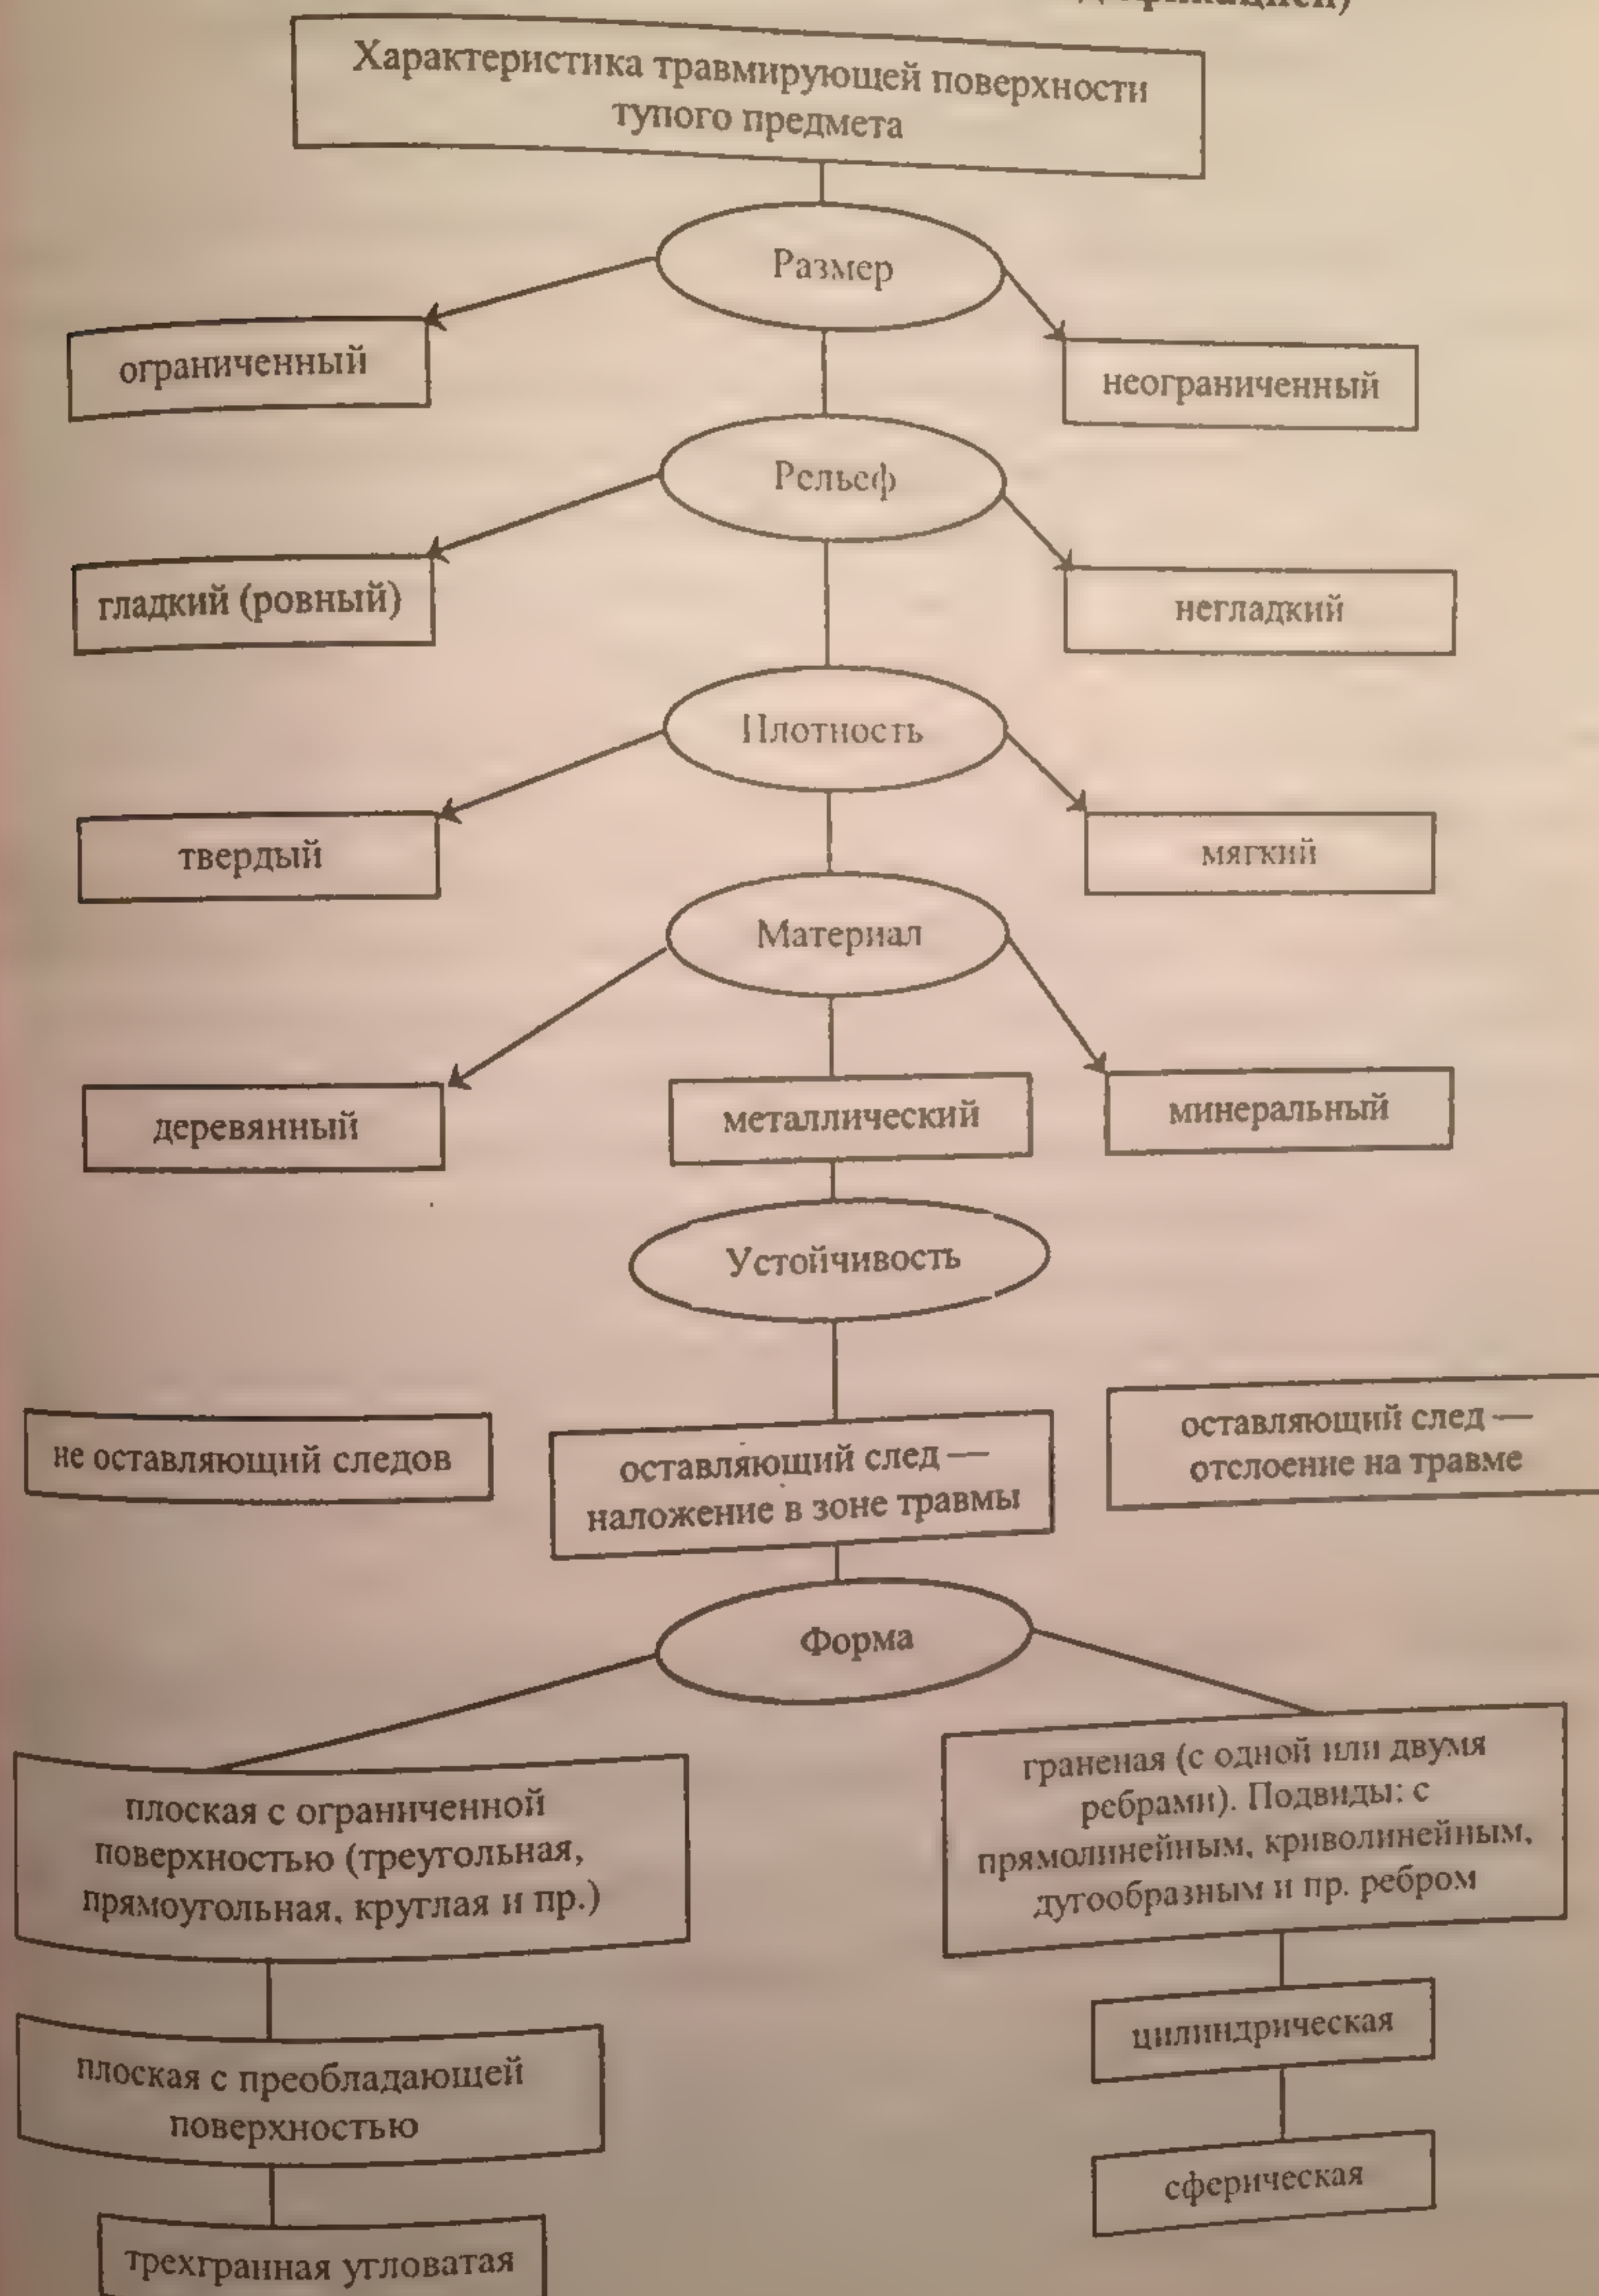 Характеристика травмирующей поверхности
тупого предмета
Размер
ограниченный
неограниченный
Рельеф
гладкий (ровный)
негладкий
Плотность
твердый
мягкий
Материал
деревянный
металлический
минеральный
Устойчивость
не оставляющий следов
оставляющий след —
наложение в зоне травмы
оставляющий след —
отслоение на травме
Форма
плоская с ограниченной
поверхностью (треугольная,
прямоугольная, круглая и пр.)
граненая (с одной или двумя
ребрами). Подвиды: с
прямолинейным, криволинейным,
дугообразным и пр. ребром
плоская с преобладающей
поверхностью
цилиндрическая
сферическая
трехгранная угловатая